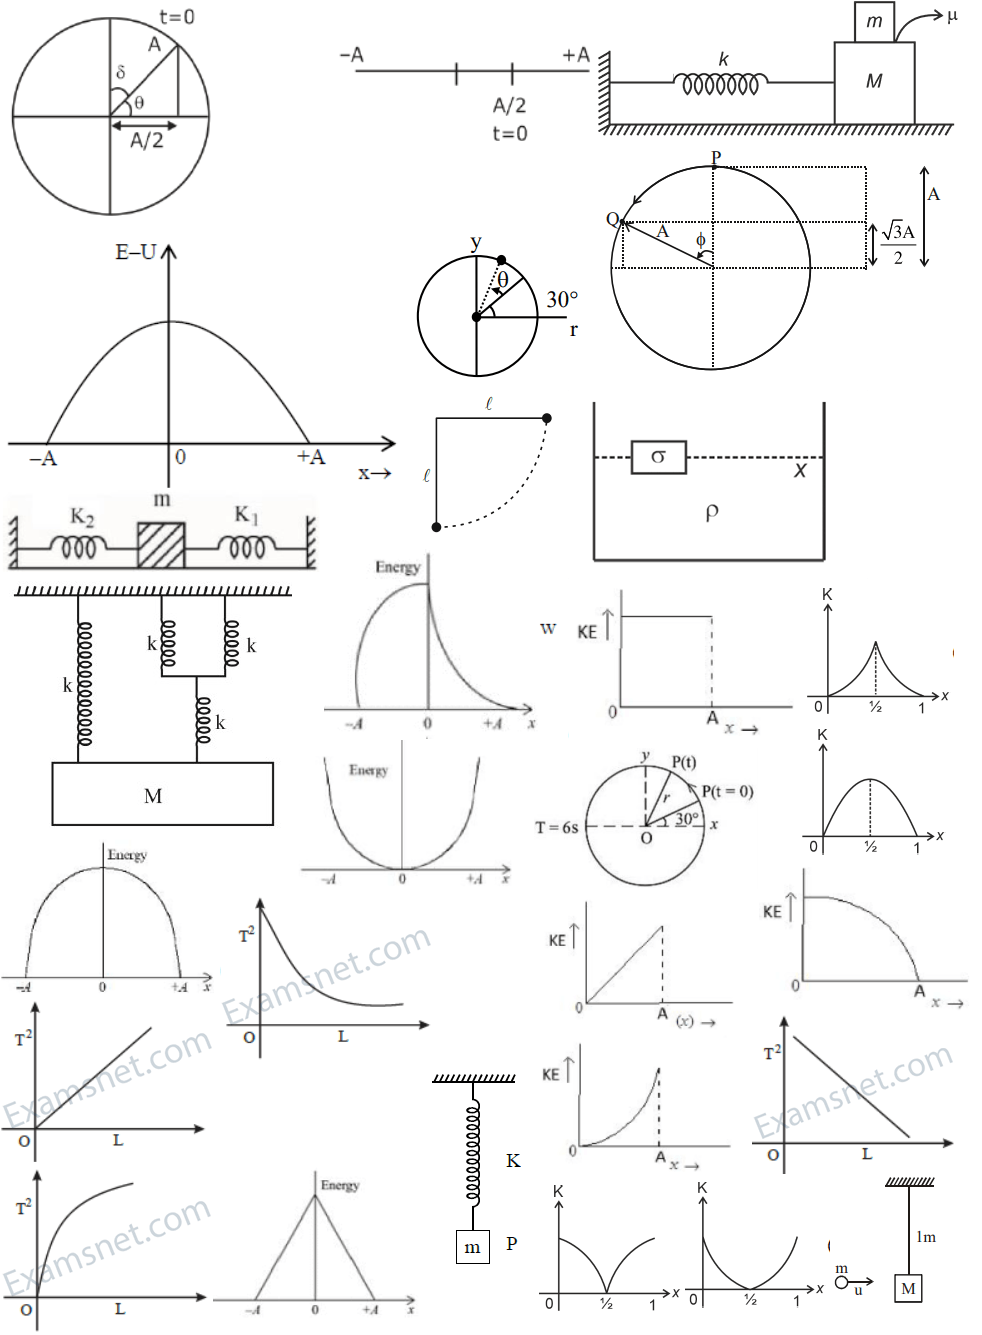 t=0
A
δ
θ
A/2
–A
+A
A/2
t=0
k
m
M
μ
P
Q
A
ϕ
A
√3A
2
y
θ
30°
r
E–U
–A
0
+A
x→
ℓ
ℓ
σ
X
ρ
m
K2
K1
k
k
k
k
M
Energy
–A
0
+A
x
W
KE ↑
0
A
x →
K
0
½
1
x
Energy
–A
0
+A
x
y
P(t)
P(t = 0)
r
30°
x
T = 6s
O
K
0
½
1
x
Energy
–A
0
+A
x
T²
O
L
Examsnet.com
KE ↑
0
A
(x) →
KE ↑
0
A
x →
T²
O
L
Examsnet.com
K
m
P
KE ↑
0
A
x →
T²
O
L
Examsnet.com
T²
O
L
Examsnet.com
Energy
–A
0
+A
x
K
0
½
1
x
K
0
½
1
x
m
u
1m
M